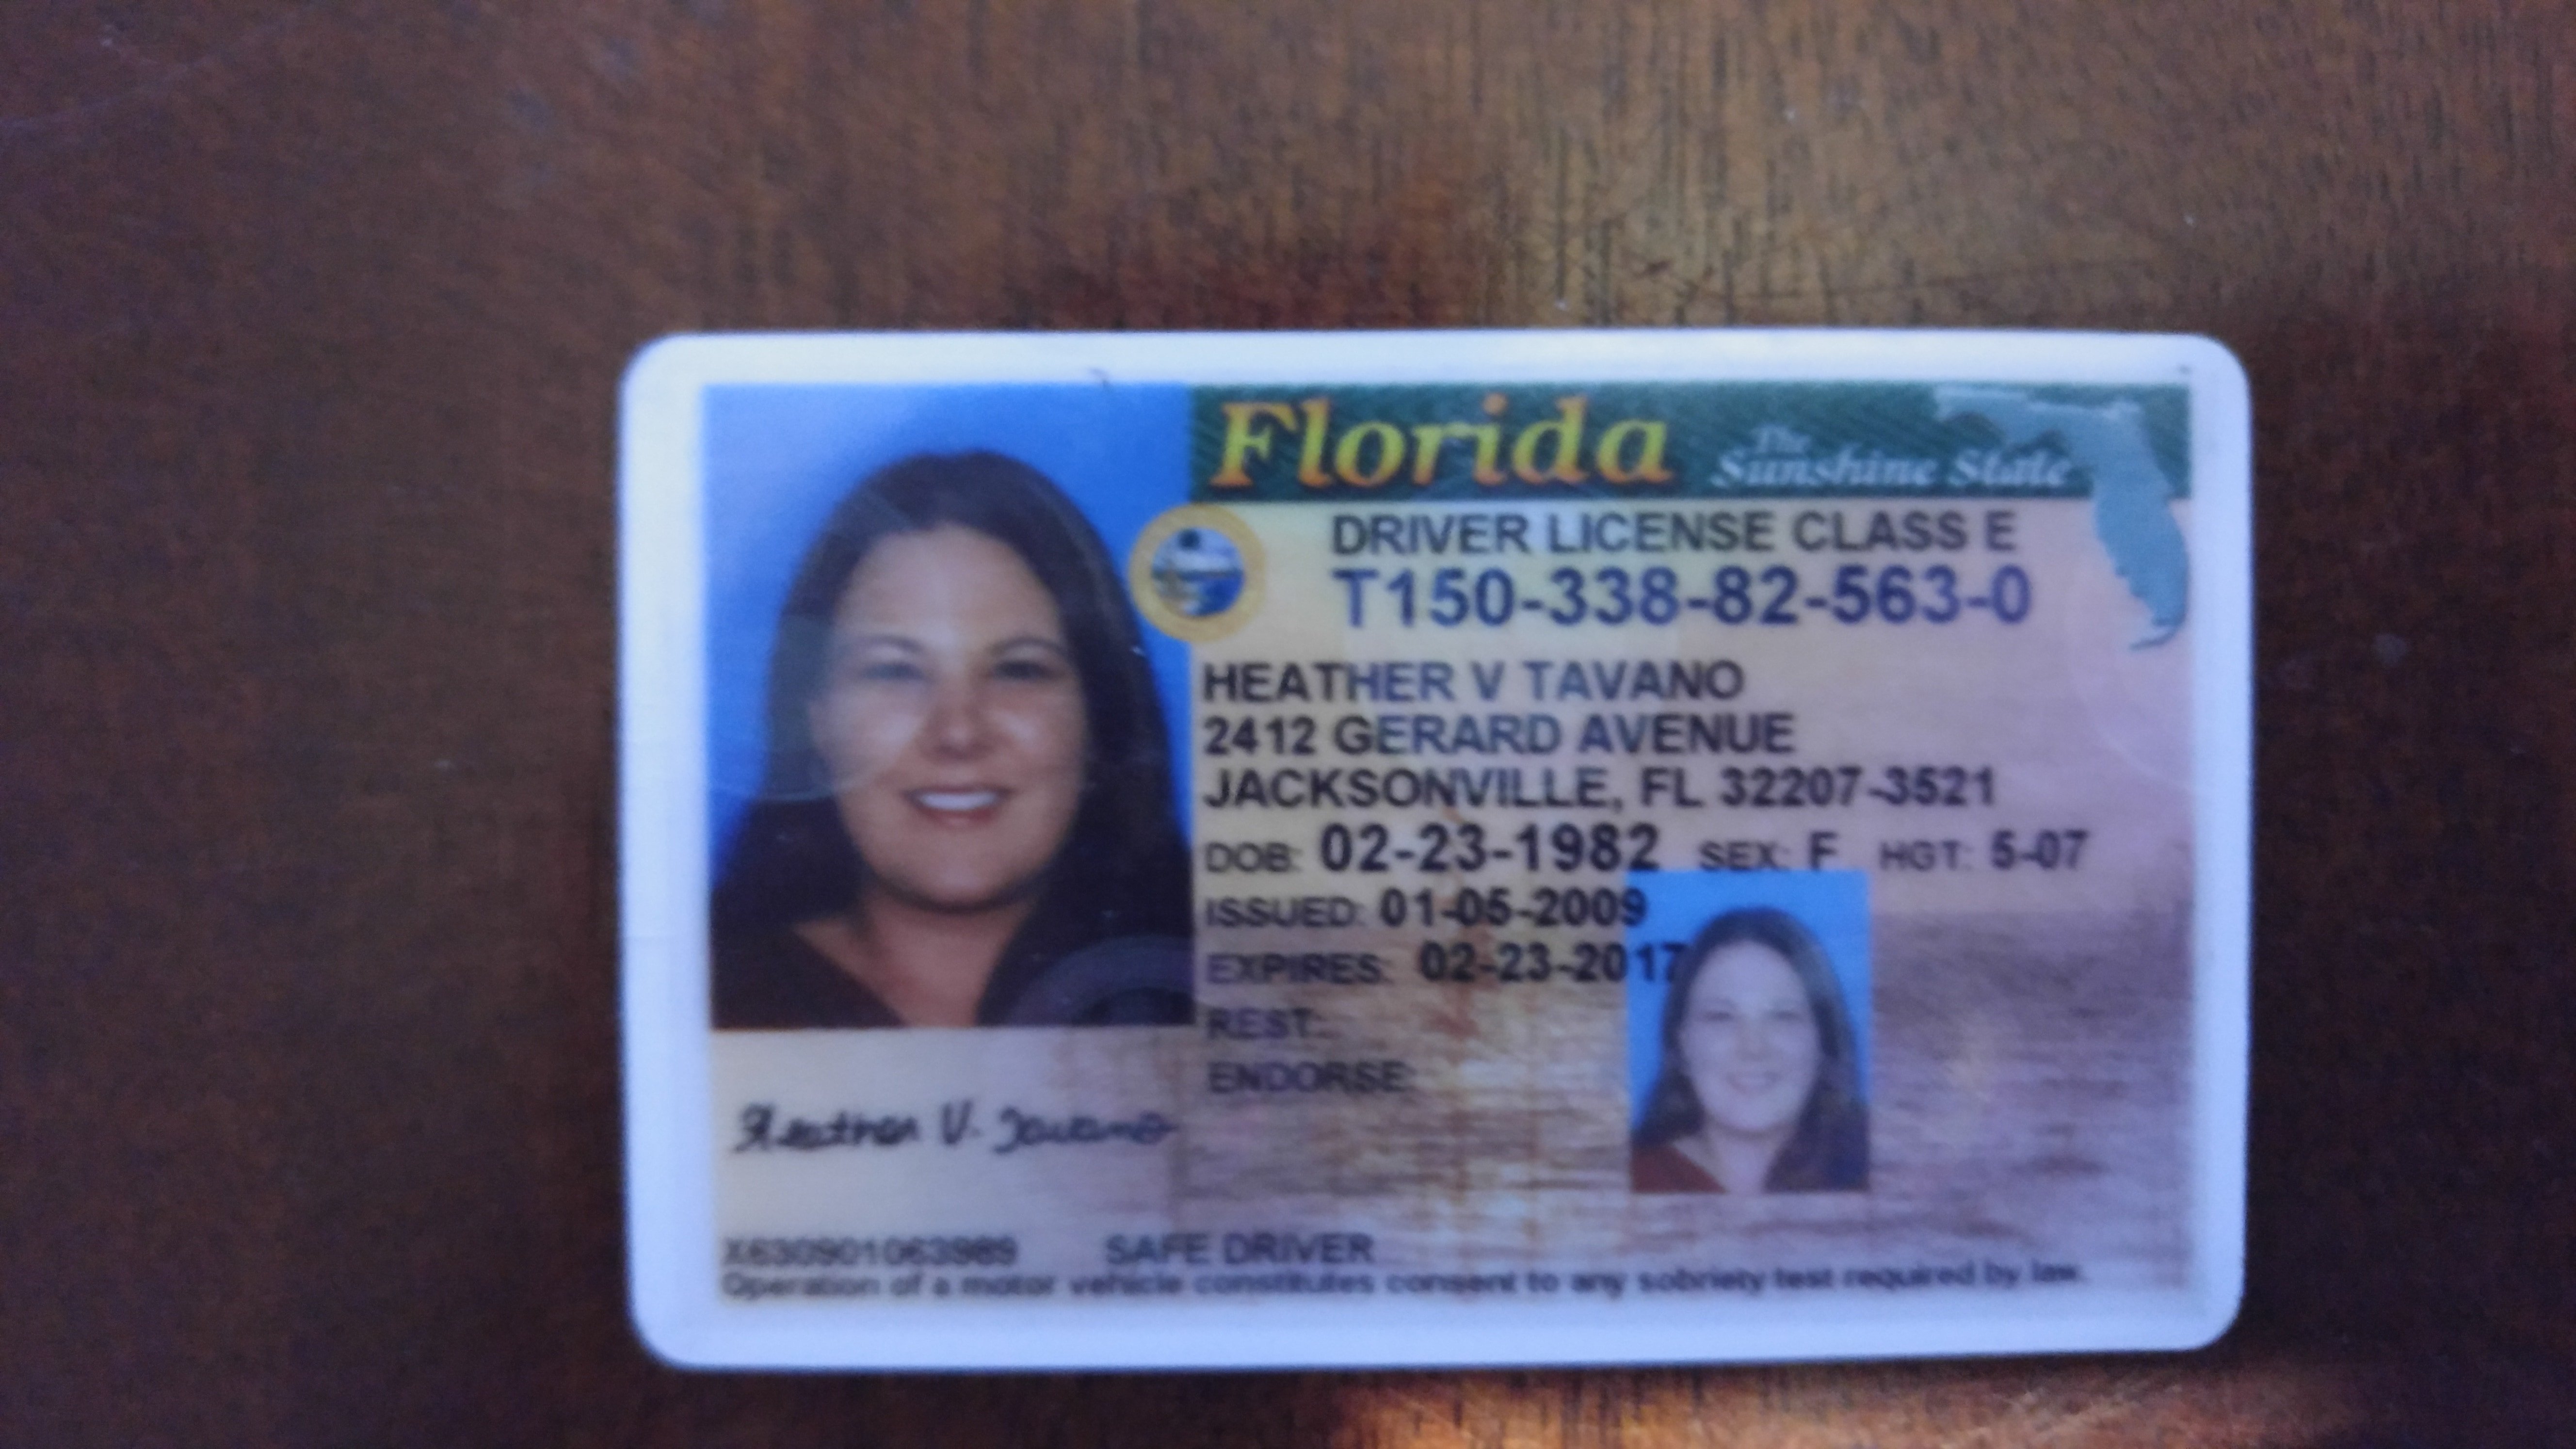 Florida The Sunshine State
DRIVER LICENSE CLASS E
T150-338-82-563-0
HEATHER V TAVANO
2412 GERARD AVENUE
JACKSONVILLE, FL 32207-3521
DOB: 02-23-1982 SEX: F HGT: 5-07
ISSUED: 01-05-2009
EXPIRES: 02-23-2017
REST:
ENDORSE:
Heather V. Tavano
X630901063989 SAFE DRIVER
Operation of a motor vehicle constitutes consent to any sobriety test required by law.